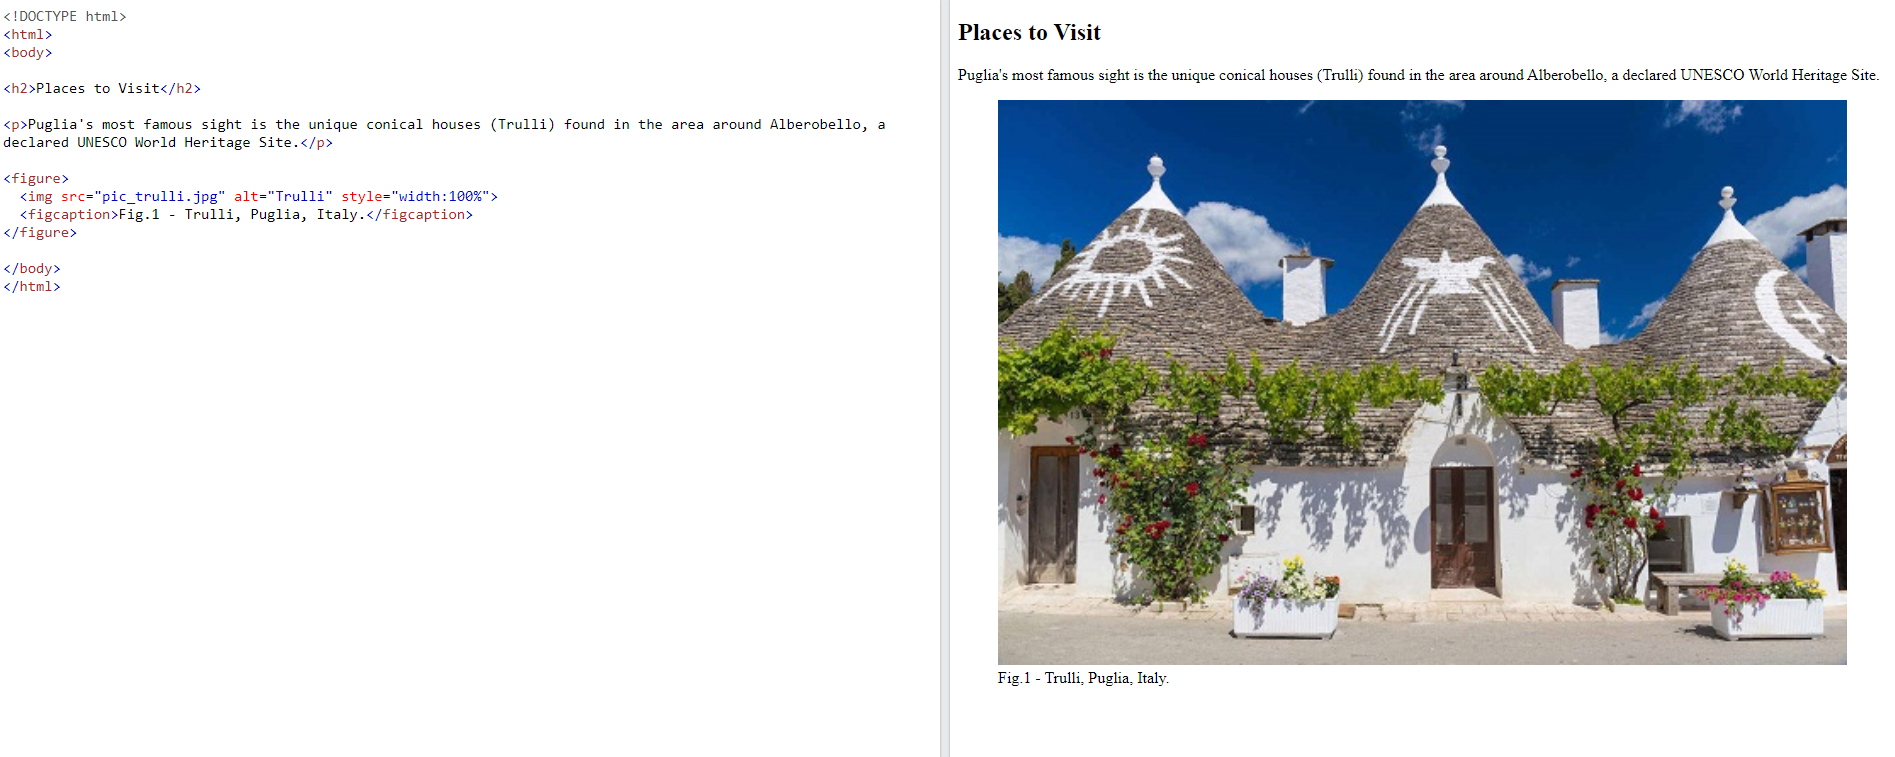 <!DOCTYPE html>
<html>
<body>
<h2>Places to Visit</h2>
<p>Puglia's most famous sight is the unique conical houses (Trulli) found in the area around Alberobello, a
declared UNESCO World Heritage Site.</p>
<figure>
  <img src="pic_trulli.jpg" alt="Trulli" style="width:100%">
  <figcaption>Fig.1 - Trulli, Puglia, Italy.</figcaption>
</figure>
</body>
</html>
Places to Visit
Puglia's most famous sight is the unique conical houses (Trulli) found in the area around Alberobello, a declared UNESCO World Heritage Site.
Fig.1 - Trulli, Puglia, Italy.